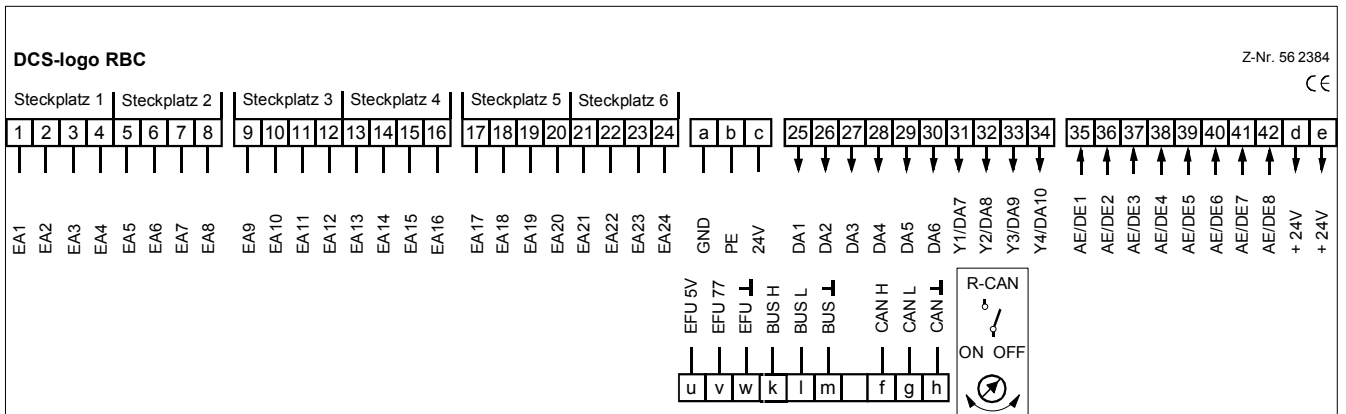 DCS-logo RBC
Z-Nr. 56 2384
CE
Steckplatz 1 Steckplatz 2 Steckplatz 3 Steckplatz 4 Steckplatz 5 Steckplatz 6
1 2 3 4 5 6 7 8 9 10 11 12 13 14 15 16 17 18 19 20 21 22 23 24 a b c 25 26 27 28 29 30 31 32 33 34 35 36 37 38 39 40 41 42 d e
EA1 EA2 EA3 EA4 EA5 EA6 EA7 EA8 EA9 EA10 EA11 EA12 EA13 EA14 EA15 EA16 EA17 EA18 EA19 EA20 EA21 EA22 EA23 EA24 GND PE 24V DA1 DA2 DA3 DA4 DA5 DA6 Y1/DA7 Y2/DA8 Y3/DA9 Y4/DA10 AE/DE1 AE/DE2 AE/DE3 AE/DE4 AE/DE5 AE/DE6 AE/DE7 AE/DE8 + 24V + 24V
EFU 5V EFU 77 EFU BUS H BUS L BUS CAN H CAN L CAN R-CAN
ON OFF
u v w k l m f g h